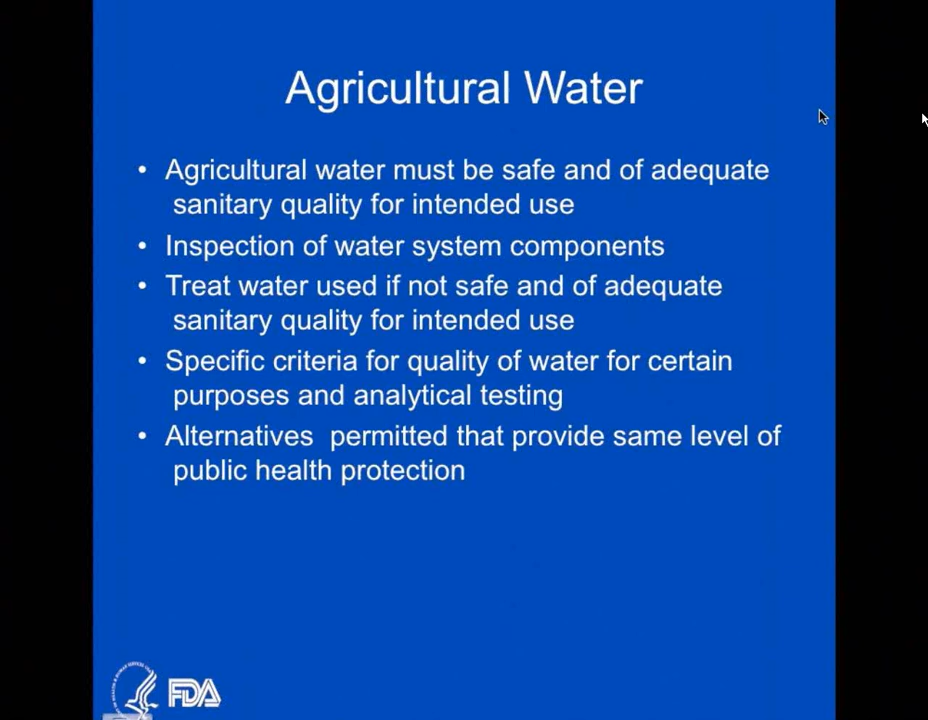 Agricultural Water
• Agricultural water must be safe and of adequate
sanitary quality for intended use
• Inspection of water system components
• Treat water used if not safe and of adequate
sanitary quality for intended use
• Specific criteria for quality of water for certain
purposes and analytical testing
• Alternatives  permitted that provide same level of
public health protection
FDA